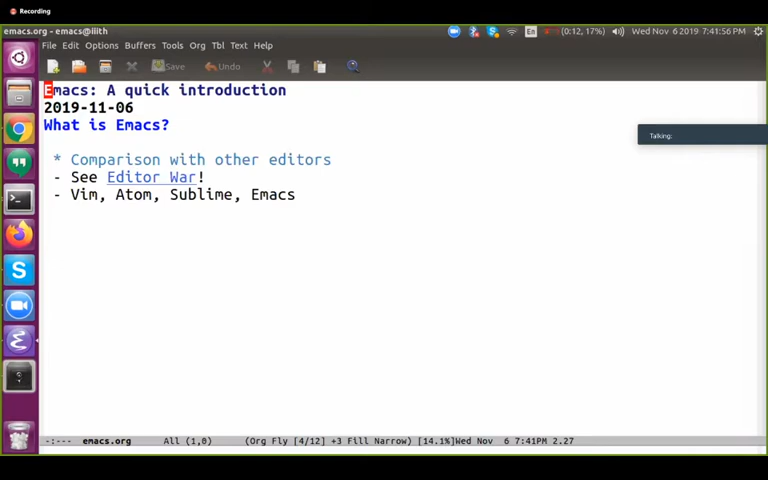 Recording
emacs.org - emacs@iiith
En
(0:12, 17%)
Wed Nov 6 2019 7:41:56 PM
File Edit Options Buffers Tools Org Tbl Text Help
Save
Undo
Emacs: A quick introduction
2019-11-06
What is Emacs?
Talking:
* Comparison with other editors
- See Editor War!
- Vim, Atom, Sublime, Emacs
-:--- emacs.org All (1,0) (Org Fly [4/12] +3 Fill Narrow) [14.1%]Wed Nov 6 7:41PM 2.27